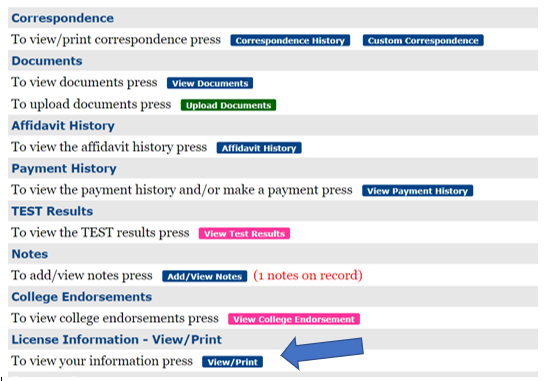 Correspondence
To view/print correspondence press Correspondence History Custom Correspondence
Documents
To view documents press View Documents
To upload documents press Upload Documents
Affidavit History
To view the affidavit history press Affidavit History
Payment History
To view the payment history and/or make a payment press View Payment History
TEST Results
To view the TEST results press View Test Results
Notes
To add/view notes press Add/View Notes (1 notes on record)
College Endorsements
To view college endorsements press View College Endorsement
License Information - View/Print
To view your information press View/Print